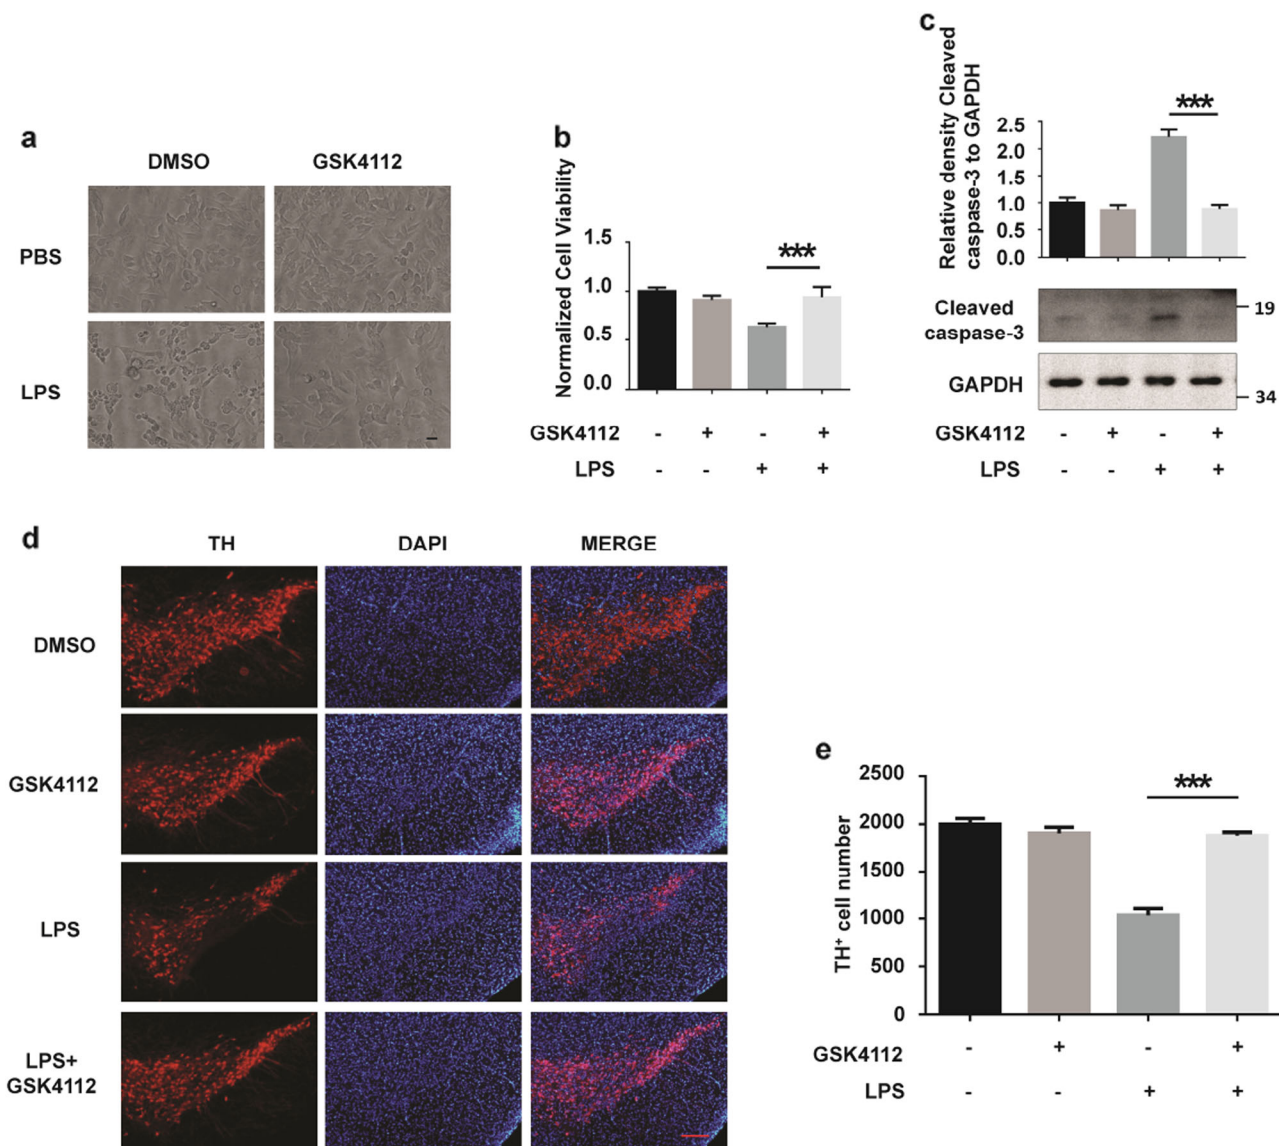 a
DMSO
GSK4112
PBS
LPS
b
Normalized Cell Viability
1.5
1.0
0.5
0.0
***
GSK4112 - + - +
LPS - - + +
c
Relative density Cleaved
caspase-3 to GAPDH
2.5
2.0
1.5
1.0
0.5
0.0
***
Cleaved
caspase-3
19
GAPDH
34
GSK4112 - + - +
LPS - - + +
d
TH
DAPI
MERGE
DMSO
GSK4112
LPS
LPS+
GSK4112
e
TH+ cell number
2500
2000
1500
1000
500
0
***
GSK4112 - + - +
LPS - - + +